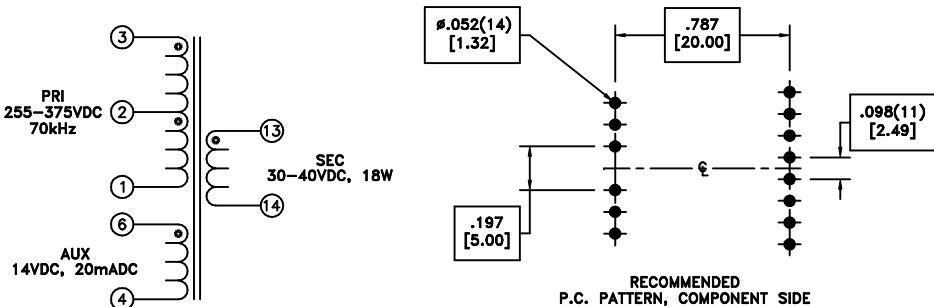 3
PRI
255-375VDC
70kHz
2
1
6
AUX
14VDC, 20mADC
4
13
SEC
30-40VDC, 18W
14
ø.052(14)
[1.32]
.787
[20.00]
.098(11)
[2.49]
℄
.197
[5.00]
RECOMMENDED
P.C. PATTERN, COMPONENT SIDE